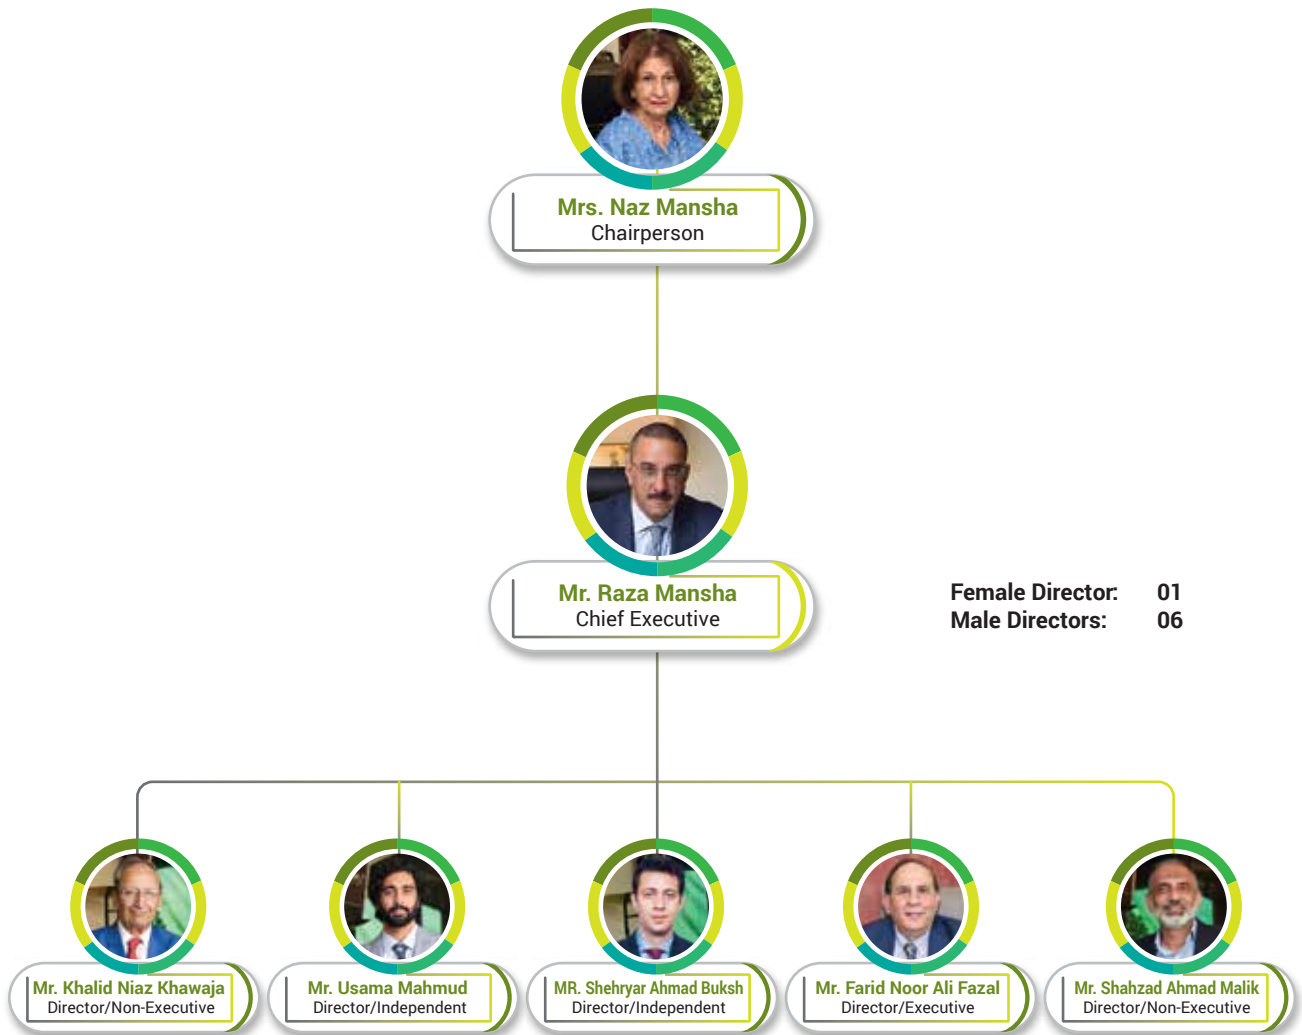 Mrs. Naz Mansha
Chairperson
Mr. Raza Mansha
Chief Executive
Female Director: 01
Male Directors: 06
Mr. Khalid Niaz Khawaja
Director/Non-Executive
Mr. Usama Mahmud
Director/Independent
MR. Shehryar Ahmad Buksh
Director/Independent
Mr. Farid Noor Ali Fazal
Director/Executive
Mr. Shahzad Ahmad Malik
Director/Non-Executive